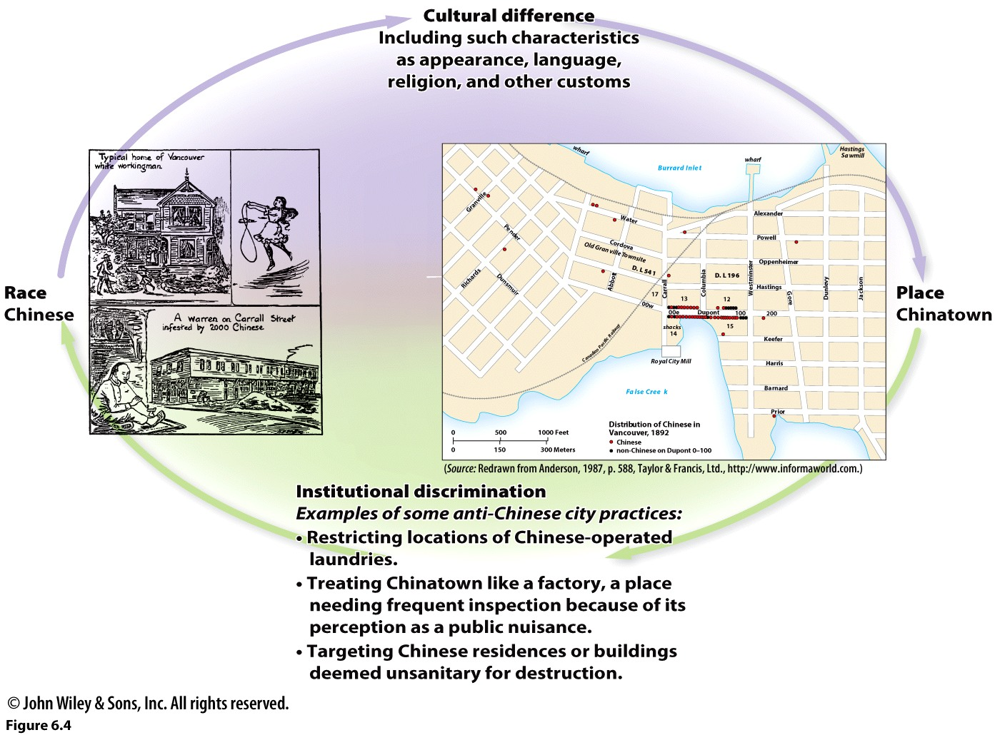 Cultural difference
Including such characteristics
as appearance, language,
religion, and other customs
Typical home of Vancouver
white workingman.
A warren on Carrall Street
infested by 2000 Chinese
Race
Chinese
Place
Chinatown
wharf
Burrard Inlet
wharf
Hastings
Sawmill
Granville
Pender
Richards
Dunsmuir
Water
Cordova
Old Granville Townsite
D. L 541
Abbot
Carrall
Columbia
Westminster
Gore
Dunlevy
Jackson
Alexander
Powell
Oppenheimer
D. L 196
Hastings
17
13
12
00w
00e
Dupont
100
200
shacks
14
15
Keefer
Canadian Pacific Railway
Royal City Mill
Harris
False Cree k
Barnard
Prior
0 500 1000 Feet
0 150 300 Meters
Distribution of Chinese in
Vancouver, 1892
Chinese
non-Chinese on Dupont 0–100
(Source: Redrawn from Anderson, 1987, p. 588, Taylor & Francis, Ltd., http://www.informaworld.com.)
Institutional discrimination
Examples of some anti-Chinese city practices:
• Restricting locations of Chinese-operated
laundries.
• Treating Chinatown like a factory, a place
needing frequent inspection because of its
perception as a public nuisance.
• Targeting Chinese residences or buildings
deemed unsanitary for destruction.
© John Wiley & Sons, Inc. All rights reserved.
Figure 6.4